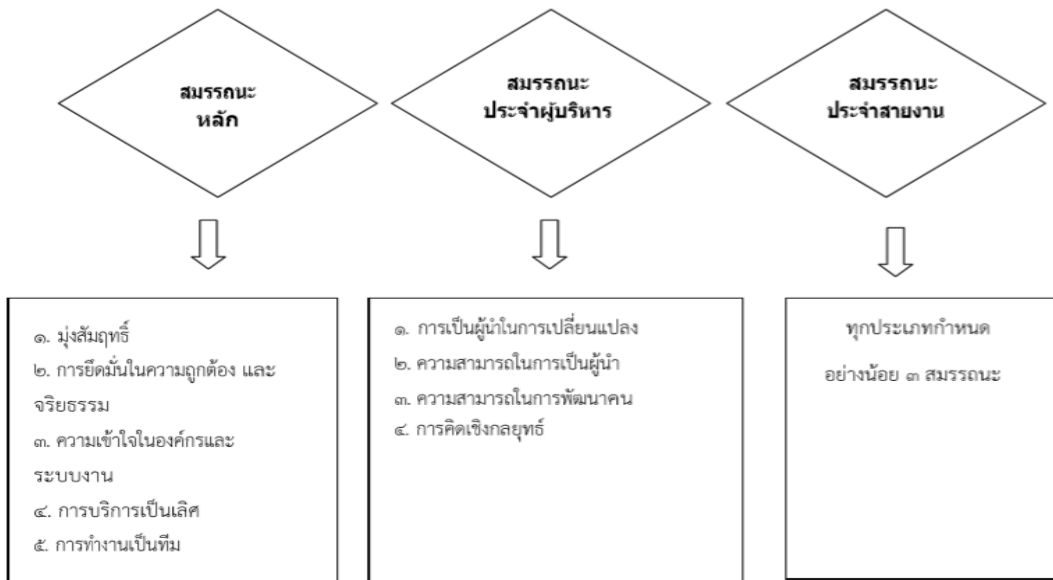 สมรรถนะ
หลัก
สมรรถนะ
ประจำผู้บริหาร
สมรรถนะ
ประจำสายงาน
๑. มุ่งสัมฤทธิ์
๒. การยึดมั่นในความถูกต้อง และ
จริยธรรม
๓. ความเข้าใจในองค์กรและ
ระบบงาน
๔. การบริการเป็นเลิศ
๕. การทำงานเป็นทีม
๑. การเป็นผู้นำในการเปลี่ยนแปลง
๒. ความสามารถในการเป็นผู้นำ
๓. ความสามารถในการพัฒนาคน
๔. การคิดเชิงกลยุทธ์
ทุกประเภทกำหนด
อย่างน้อย ๓ สมรรถนะ